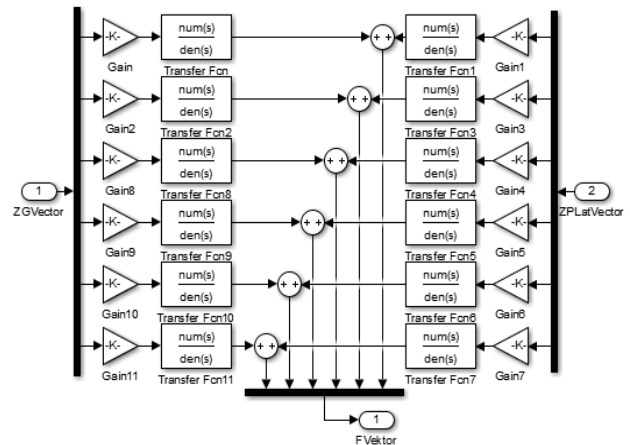 -K- num(s) + + num(s) -K-
den(s) den(s)
Gain Transfer Fcn Transfer Fcn1 Gain1
-K- num(s) + + num(s) -K-
den(s) den(s)
Gain2 Transfer Fcn2 Transfer Fcn3 Gain3
-K- num(s) + + num(s) -K-
den(s) den(s)
Gain8 Transfer Fcn8 Transfer Fcn4 Gain4
1 2
ZGVector ZPLatVector
-K- num(s) + + num(s) -K-
den(s) den(s)
Gain9 Transfer Fcn9 Transfer Fcn5 Gain5
-K- num(s) + + num(s) -K-
den(s) den(s)
Gain10 Transfer Fcn10 Transfer Fcn6 Gain6
-K- num(s) + + num(s) -K-
den(s) den(s)
Gain11 Transfer Fcn11 Transfer Fcn7 Gain7
1
FVektor